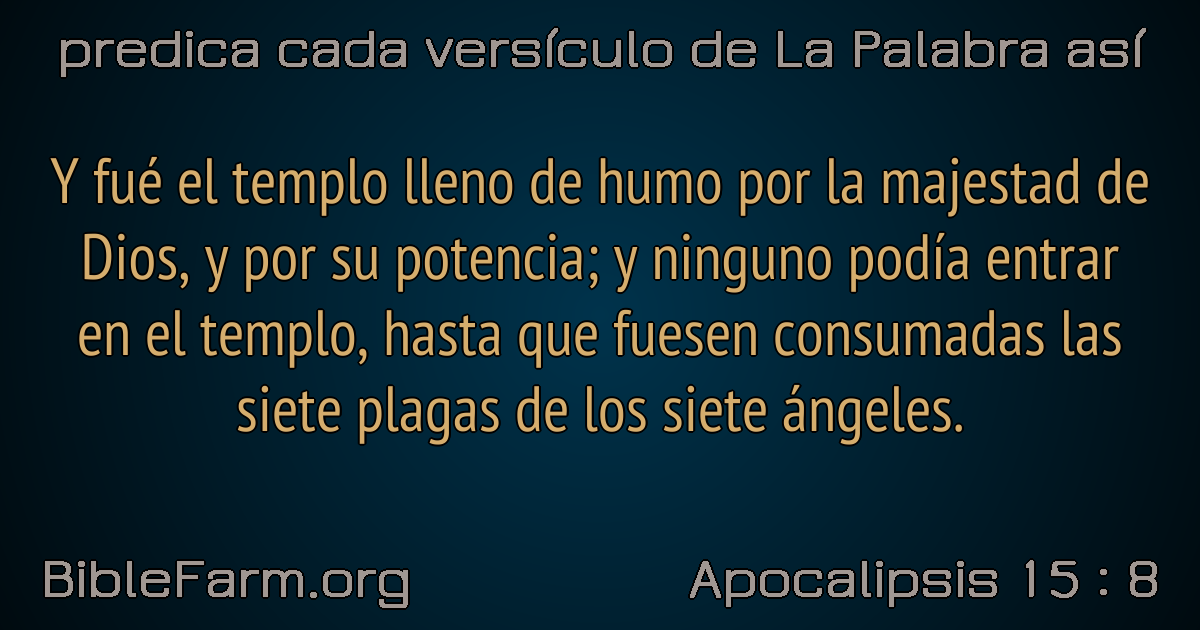 predica cada versículo de La Palabra así
Y fué el templo lleno de humo por la majestad de
Dios, y por su potencia; y ninguno podía entrar
en el templo, hasta que fuesen consumadas las
siete plagas de los siete ángeles.
BibleFarm.org
Apocalipsis 15 : 8